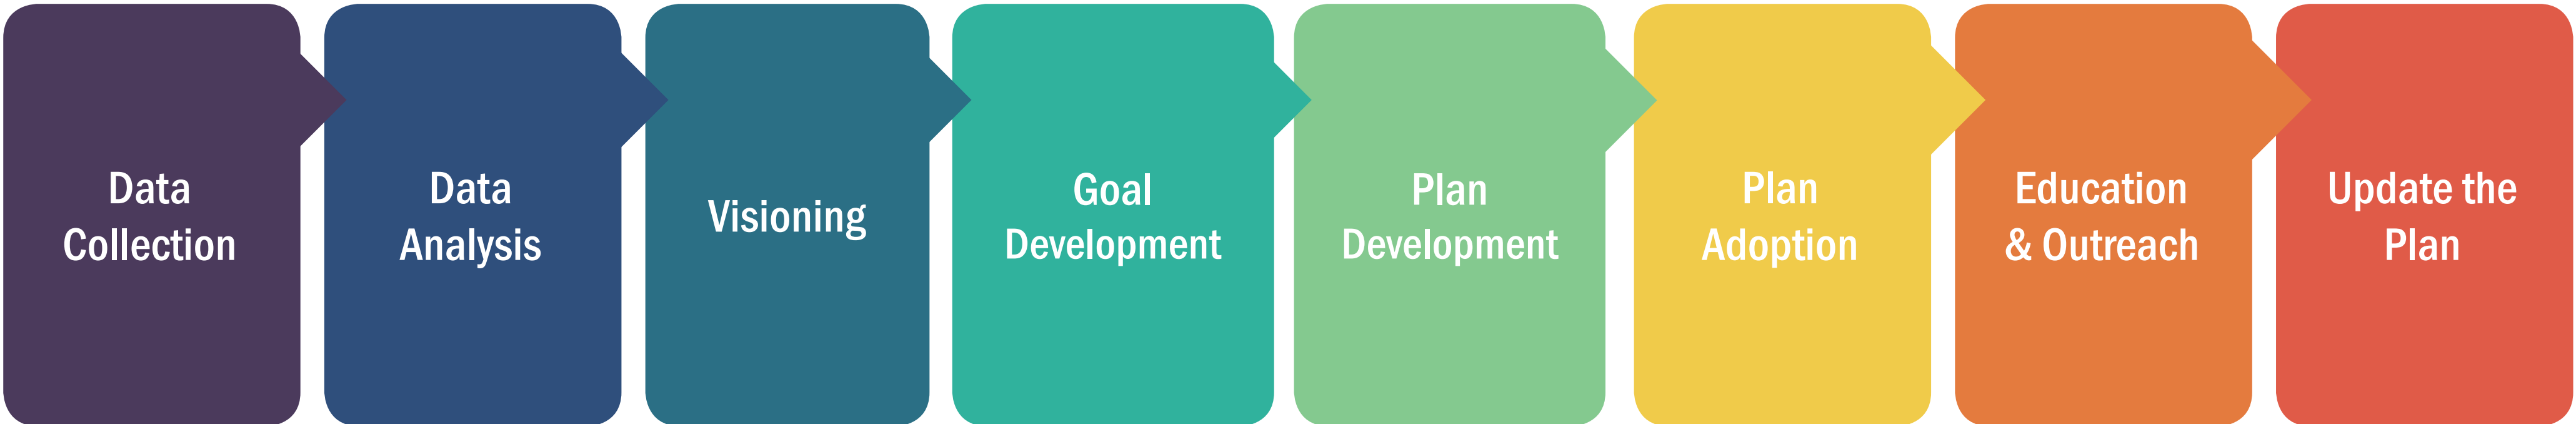 Data
Collection
Data
Analysis
Visioning
Goal
Development
Plan
Development
Plan
Adoption
Education
& Outreach
Update the
Plan